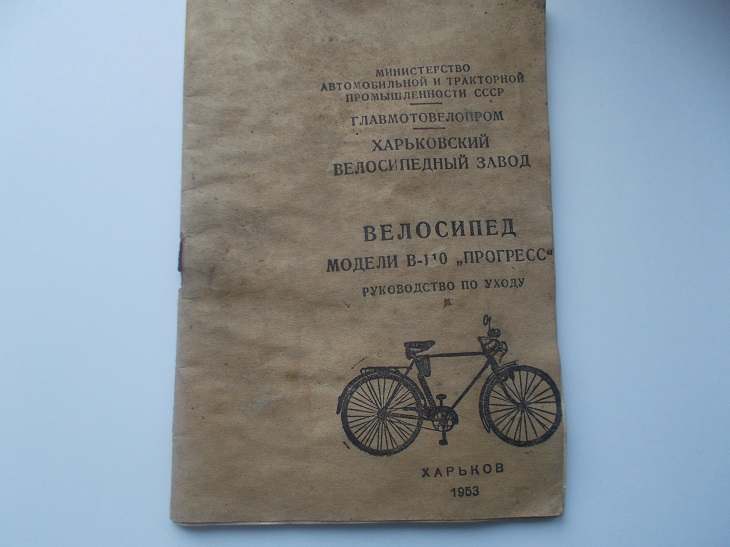 МИНИСТЕРСТВО
АВТОМОБИЛЬНОЙ И ТРАКТОРНОЙ
ПРОМЫШЛЕННОСТИ СССР
ГЛАВМОТОВЕЛОПРОМ
ХАРЬКОВСКИЙ
ВЕЛОСИПЕДНЫЙ ЗАВОД
ВЕЛОСИПЕД
МОДЕЛИ В-110 „ПРОГРЕСС“
РУКОВОДСТВО ПО УХОДУ
ХАРЬКОВ
1953